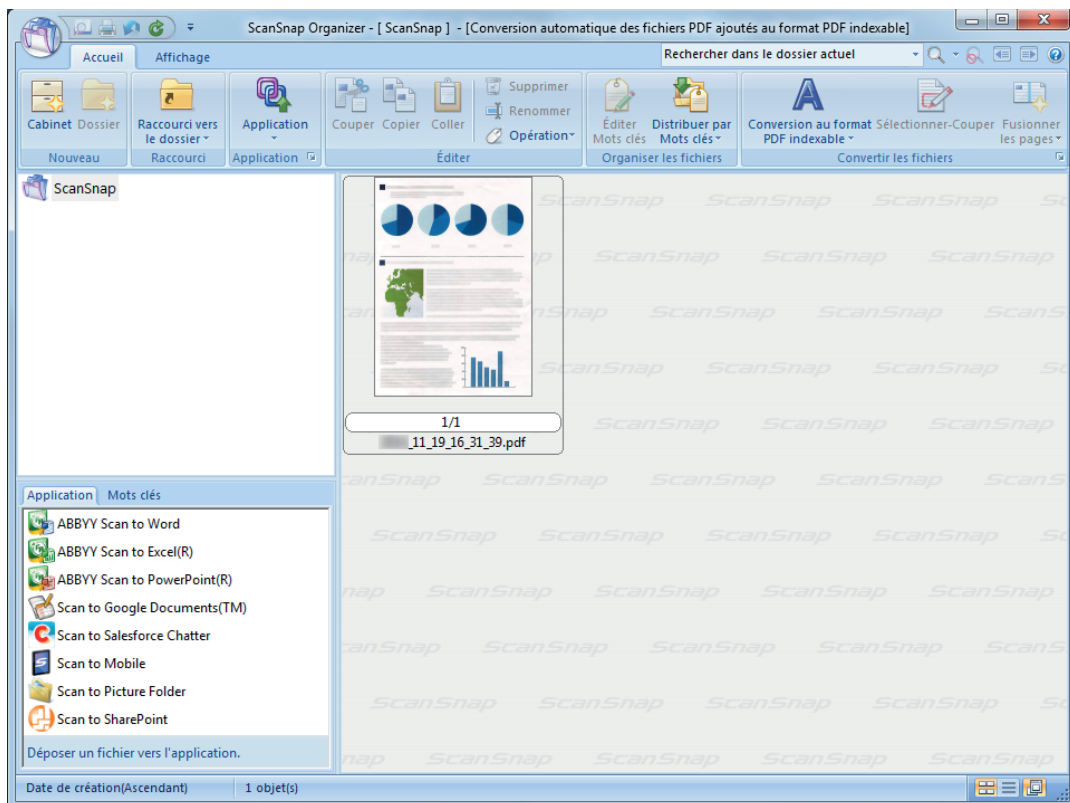 ScanSnap Organizer - [ ScanSnap ] - [Conversion automatique des fichiers PDF ajoutés au format PDF indexable]
Accueil Affichage
Rechercher dans le dossier actuel
Cabinet Dossier
Nouveau
Raccourci vers
le dossier
Raccourci
Application
Application
Couper Copier Coller
Supprimer
Renommer
Opération
Éditer
Éditer
Mots clés
Distribuer par
Mots clés
Organiser les fichiers
Conversion au format
PDF indexable
Sélectionner-Couper
Fusionner
les pages
Convertir les fichiers
ScanSnap
1/1
_11_19_16_31_39.pdf
Application Mots clés
ABBYY Scan to Word
ABBYY Scan to Excel(R)
ABBYY Scan to PowerPoint(R)
Scan to Google Documents(TM)
Scan to Salesforce Chatter
Scan to Mobile
Scan to Picture Folder
Scan to SharePoint
Déposer un fichier vers l'application.
Date de création(Ascendant) 1 objet(s)